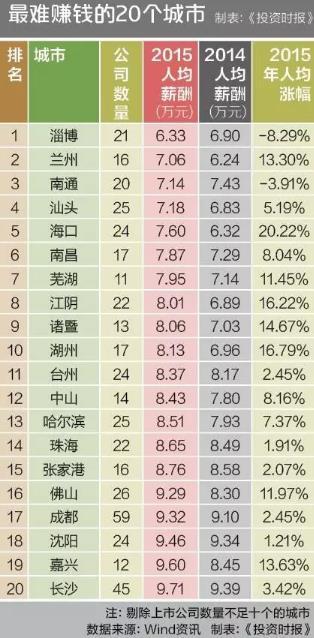 最难赚钱的20个城市 制表：《投资时报》
排名 城市 公司数量 2015人均薪酬（万元） 2014人均薪酬（万元） 2015年人均涨幅
1 淄博 21 6.33 6.90 -8.29%
2 兰州 16 7.06 6.24 13.30%
3 南通 20 7.14 7.43 -3.91%
4 汕头 25 7.18 6.83 5.19%
5 海口 24 7.60 6.32 20.22%
6 南昌 17 7.87 7.29 8.04%
7 芜湖 11 7.95 7.14 11.45%
8 江阴 22 8.01 6.89 16.22%
9 诸暨 13 8.06 7.03 14.67%
10 湖州 17 8.13 6.96 16.79%
11 台州 24 8.37 8.17 2.45%
12 中山 14 8.43 7.80 8.16%
13 哈尔滨 25 8.51 7.93 7.37%
14 珠海 22 8.65 8.49 1.91%
15 张家港 16 8.76 8.58 2.07%
16 佛山 26 9.29 8.30 11.97%
17 成都 59 9.32 9.10 2.45%
18 沈阳 24 9.46 9.34 1.21%
19 嘉兴 12 9.60 8.45 13.63%
20 长沙 45 9.71 9.39 3.42%
注：剔除上市公司数量不足十个的城市
数据来源：Wind资讯 制表：《投资时报》